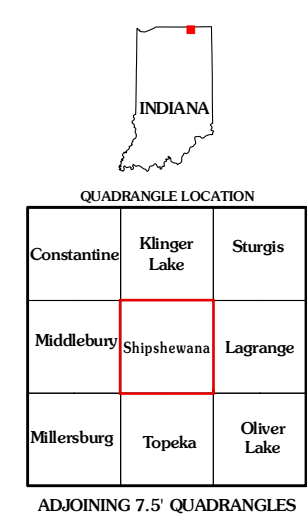 INDIANA
QUADRANGLE LOCATION
Constantine
Klinger
Lake
Sturgis
Middlebury
Shipshewana
Lagrange
Millersburg
Topeka
Oliver
Lake
ADJOINING 7.5' QUADRANGLES